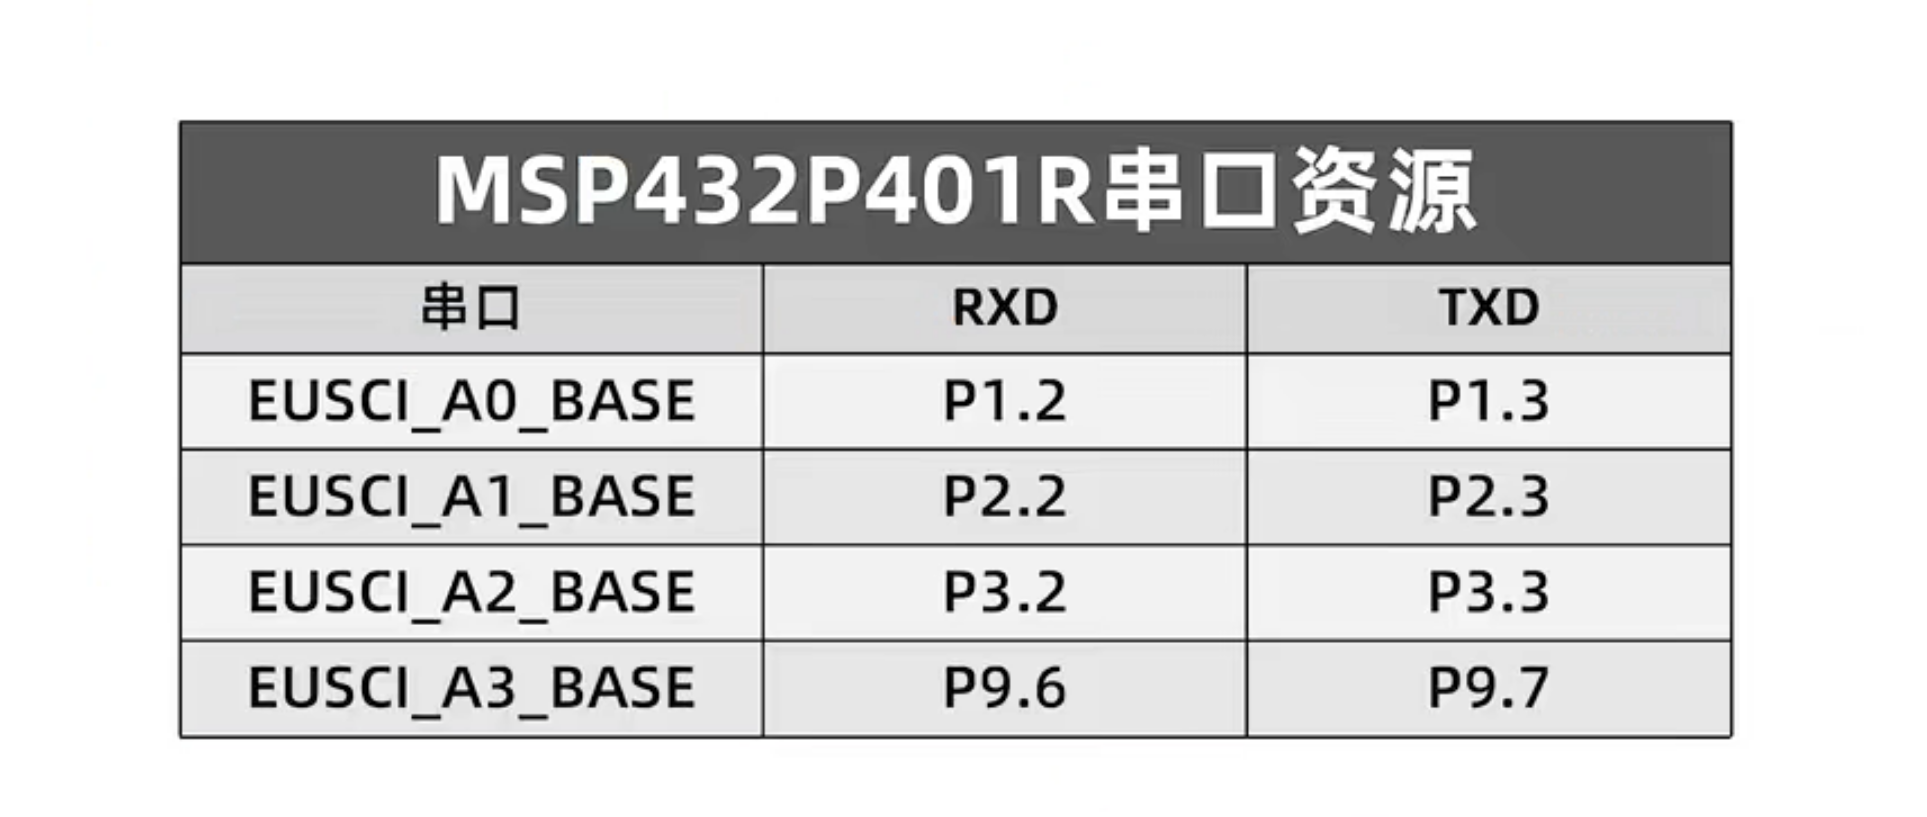 MSP432P401R串口资源
串口 RXD TXD
EUSCI_A0_BASE P1.2 P1.3
EUSCI_A1_BASE P2.2 P2.3
EUSCI_A2_BASE P3.2 P3.3
EUSCI_A3_BASE P9.6 P9.7